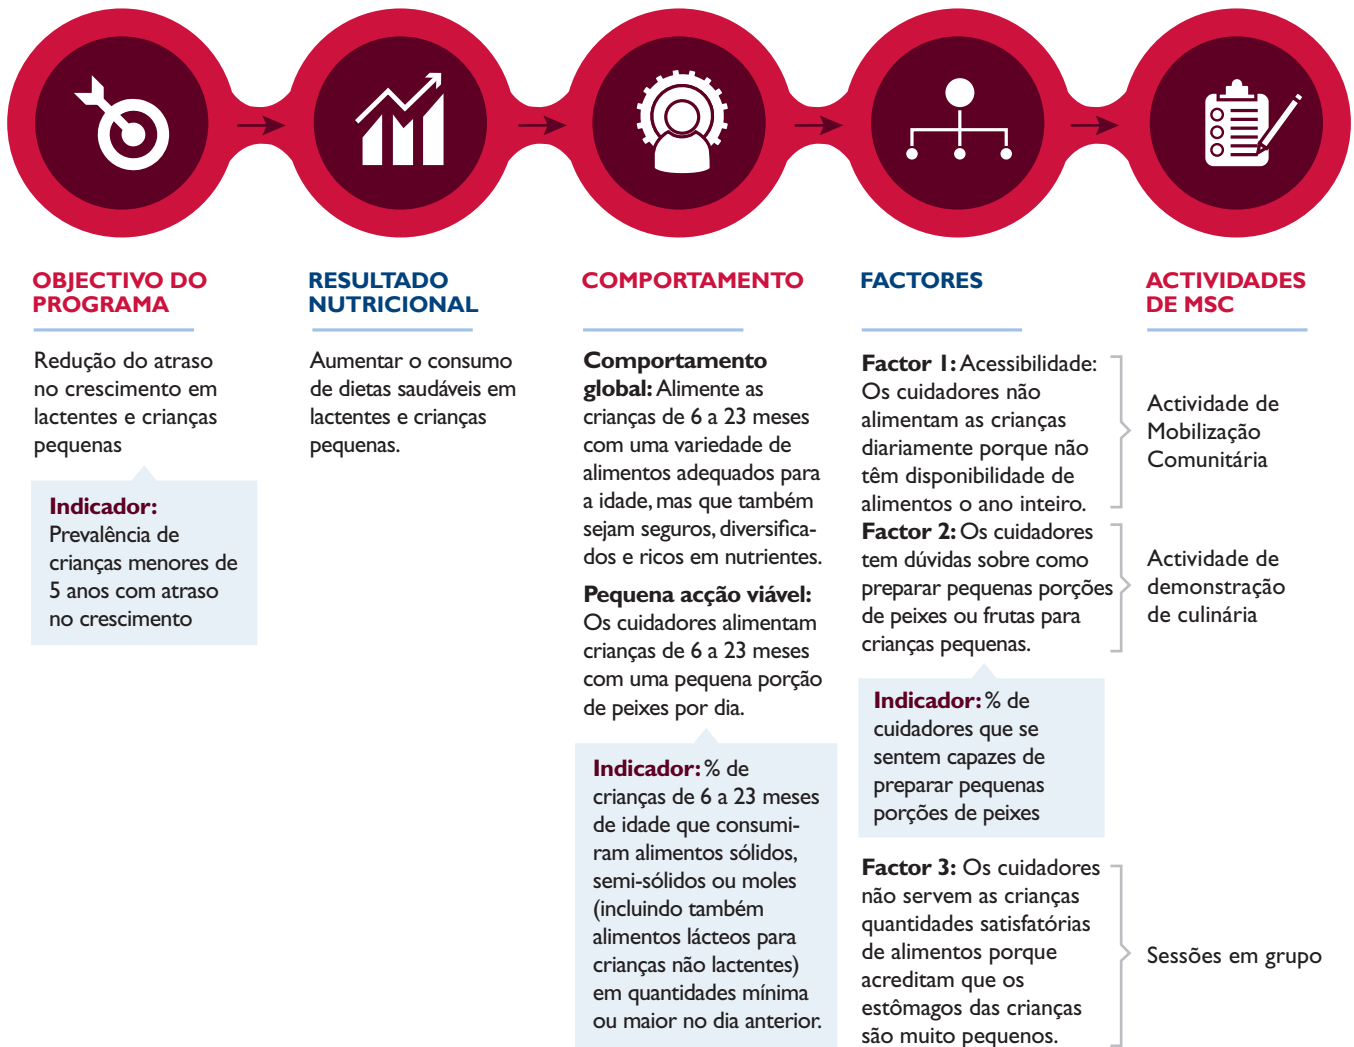 OBJECTIVO DO
PROGRAMA
Redução do atraso
no crescimento em
lactentes e crianças
pequenas
Indicador:
Prevalência de
crianças menores de
5 anos com atraso
no crescimento
RESULTADO
NUTRICIONAL
Aumentar o consumo
de dietas saudáveis em
lactentes e crianças
pequenas.
COMPORTAMENTO
Comportamento
global: Alimente as
crianças de 6 a 23 meses
com uma variedade de
alimentos adequados para
a idade, mas que também
sejam seguros, diversifica-
dos e ricos em nutrientes.
Pequena acção viável:
Os cuidadores alimentam
crianças de 6 a 23 meses
com uma pequena porção
de peixes por dia.
Indicador: % de
crianças de 6 a 23 meses
de idade que consumi-
ram alimentos sólidos,
semi-sólidos ou moles
(incluindo também
alimentos lácteos para
crianças não lactentes)
em quantidades mínima
ou maior no dia anterior.
FACTORES
Factor 1: Acessibilidade:
Os cuidadores não
alimentam as crianças
diariamente porque não
têm disponibilidade de
alimentos o ano inteiro.
Factor 2: Os cuidadores
tem dúvidas sobre como
preparar pequenas porções
de peixes ou frutas para
crianças pequenas.
Indicador: % de
cuidadores que se
sentem capazes de
preparar pequenas
porções de peixes
Factor 3: Os cuidadores
não servem as crianças
quantidades satisfatórias
de alimentos porque
acreditam que os
estômagos das crianças
são muito pequenos.
ACTIVIDADES
DE MSC
Actividade de
Mobilização
Comunitária
Actividade de
demonstração
de culinária
Sessões em grupo